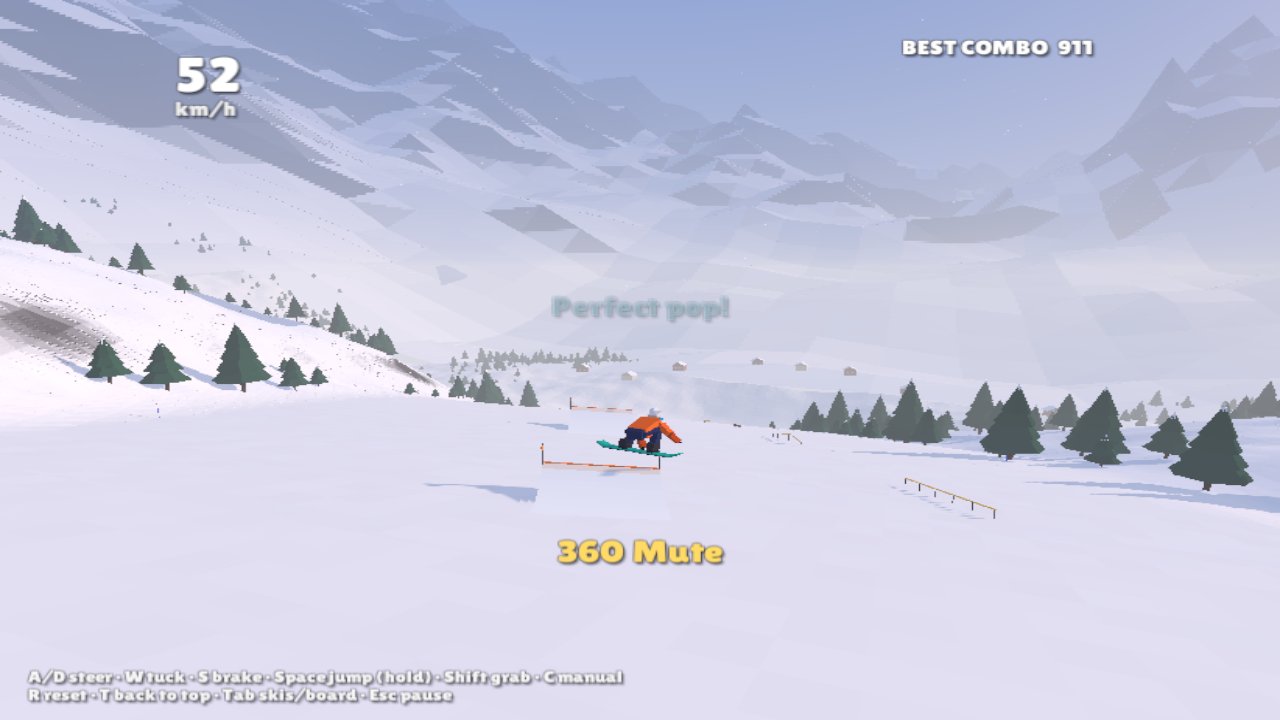 52
km/h
BEST COMBO 911
Perfect pop!
360 Mute
A/D steer · W tuck · S brake · Space jump (hold) · Shift grab · C manual
R reset · T back to top · Tab skis/board · Esc pause